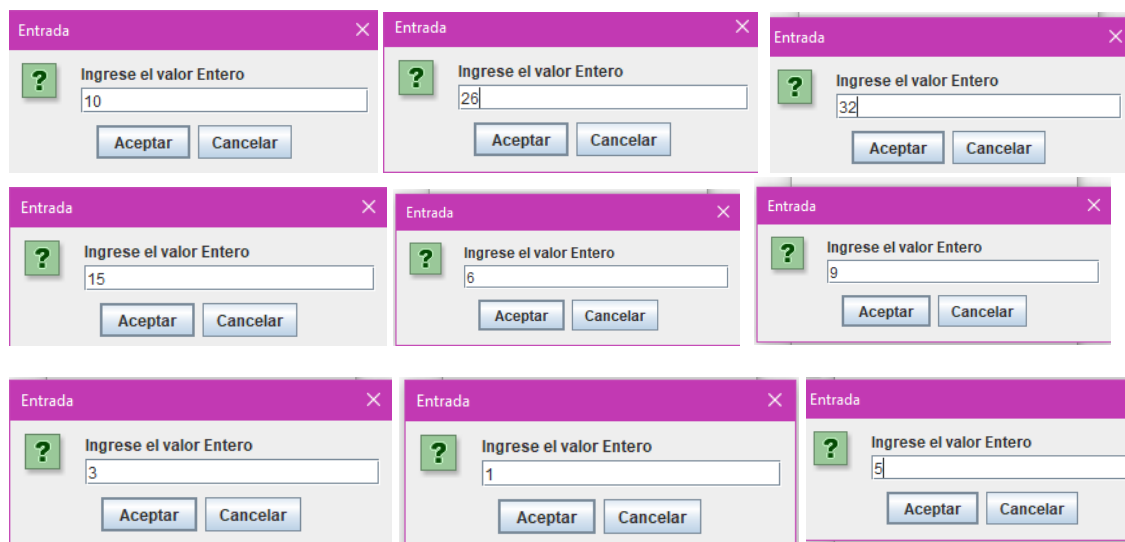 Entrada
Ingrese el valor Entero
10
Aceptar Cancelar
Entrada
Ingrese el valor Entero
26
Aceptar Cancelar
Entrada
Ingrese el valor Entero
32
Aceptar Cancelar
Entrada
Ingrese el valor Entero
15
Aceptar Cancelar
Entrada
Ingrese el valor Entero
6
Aceptar Cancelar
Entrada
Ingrese el valor Entero
9
Aceptar Cancelar
Entrada
Ingrese el valor Entero
3
Aceptar Cancelar
Entrada
Ingrese el valor Entero
1
Aceptar Cancelar
Entrada
Ingrese el valor Entero
5
Aceptar Cancelar